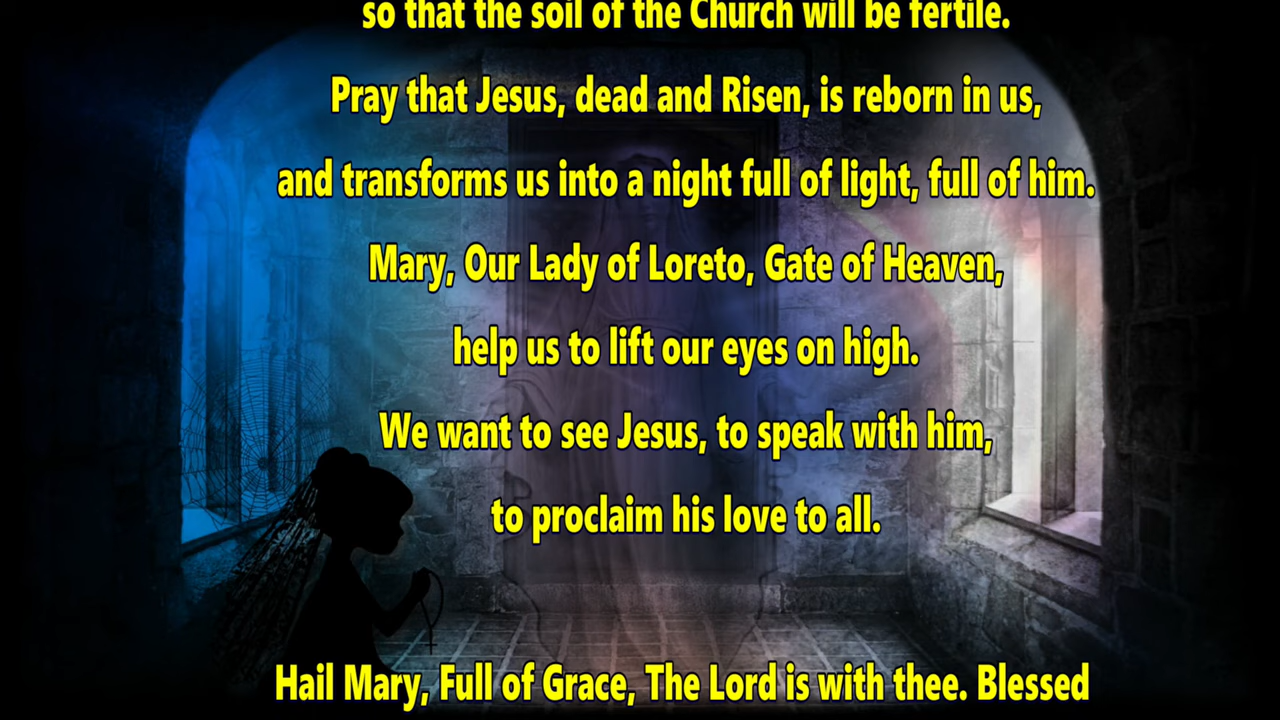 so that the soil of the Church will be fertile.
Pray that Jesus, dead and Risen, is reborn in us,
and transforms us into a night full of light, full of him.
Mary, Our Lady of Loreto, Gate of Heaven,
help us to lift our eyes on high.
We want to see Jesus, to speak with him,
to proclaim his love to all.
Hail Mary, Full of Grace, The Lord is with thee. Blessed